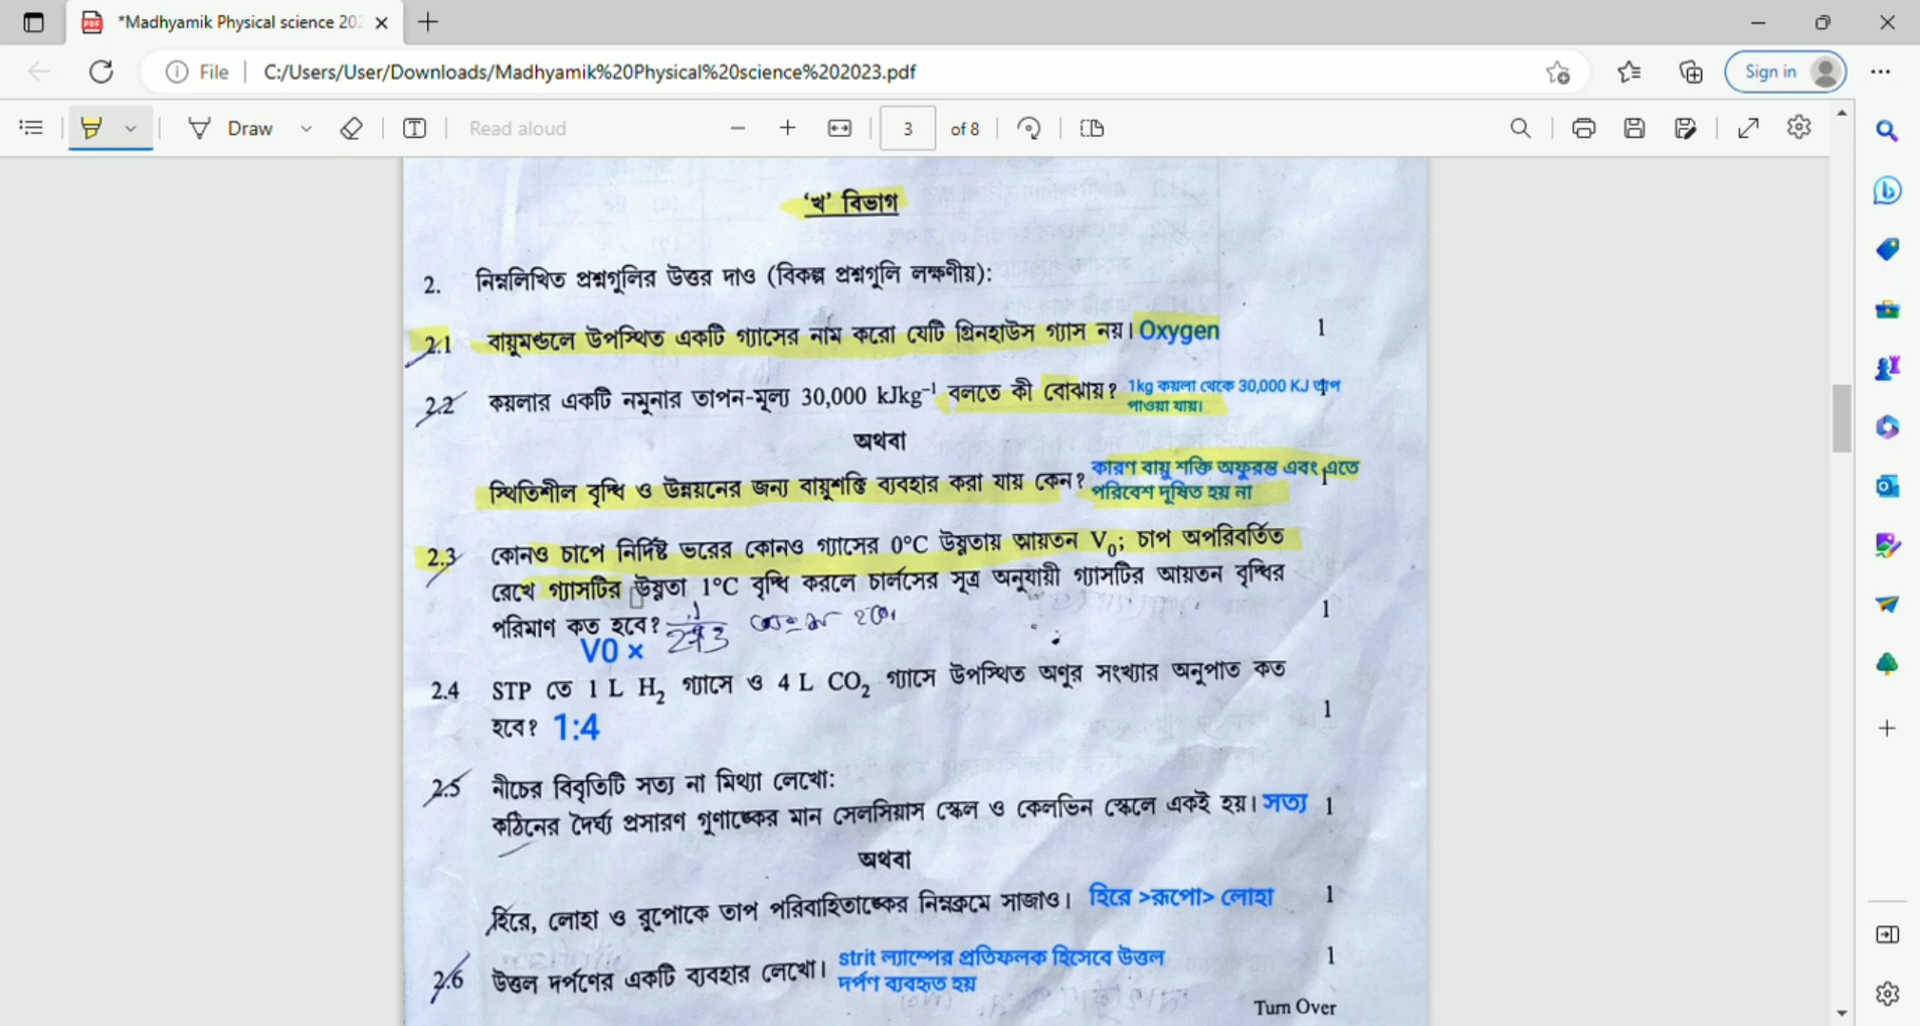 *Madhyamik Physical science 202
File
C:/Users/User/Downloads/Madhyamik%20Physical%20science%202023.pdf
Sign in
Draw
Read aloud
3 of 8
'খ' বিভাগ
2. নিম্নলিখিত প্রশ্নগুলির উত্তর দাও (বিকল্প প্রশ্নগুলি লক্ষণীয়):
2.1 বায়ুমণ্ডলে উপস্থিত একটি গ্যাসের নাম করো যেটি গ্রিনহাউস গ্যাস নয়। Oxygen 1
2.2 কয়লার একটি নমুনার তাপন-মূল্য 30,000 kJkg⁻¹ বলতে কী বোঝায়? 1kg কয়লা থেকে 30,000 KJ তাপ 1
পাওয়া যায়।
অথবা
স্থিতিশীল বৃদ্ধি ও উন্নয়নের জন্য বায়ুশক্তি ব্যবহার করা যায় কেন? কারণ বায়ু শক্তি অফুরন্ত এবং এতে 1
পরিবেশ দূষিত হয় না
2.3 কোনও চাপে নির্দিষ্ট ভরের কোনও গ্যাসের 0°C উষ্ণতায় আয়তন V₀; চাপ অপরিবর্তিত
রেখে গ্যাসটির উষ্ণতা 1°C বৃদ্ধি করলে চার্লসের সূত্র অনুযায়ী গ্যাসটির আয়তন বৃদ্ধির
পরিমাণ কত হবে? 1
V0 × 1/273
2.4 STP তে 1 L H₂ গ্যাসে ও 4 L CO₂ গ্যাসে উপস্থিত অণুর সংখ্যার অনুপাত কত
হবে? 1:4 1
2.5 নীচের বিবৃতিটি সত্য না মিথ্যা লেখো:
কঠিনের দৈর্ঘ্য প্রসারণ গুণাঙ্কের মান সেলসিয়াস স্কেল ও কেলভিন স্কেলে একই হয়। সত্য 1
অথবা
হিরে, লোহা ও রুপোকে তাপ পরিবাহিতাঙ্কের নিম্নক্রমে সাজাও। হিরে >রূপো> লোহা 1
2.6 উত্তল দর্পণের একটি ব্যবহার লেখো। strit ল্যাম্পের প্রতিফলক হিসেবে উত্তল 1
দর্পণ ব্যবহৃত হয়
Turn Over